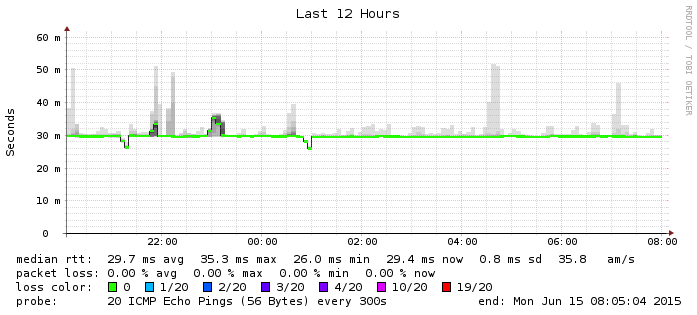 Last 12 Hours
RRDTOOL / TOBI OETIKER
Seconds
60 m
50 m
40 m
30 m
20 m
10 m
0
22:00 00:00 02:00 04:00 06:00 08:00
median rtt: 29.7 ms avg 35.3 ms max 26.0 ms min 29.4 ms now 0.8 ms sd 35.8 am/s
packet loss: 0.00 % avg 0.00 % max 0.00 % min 0.00 % now
loss color: 0 1/20 2/20 3/20 4/20 10/20 19/20
probe: 20 ICMP Echo Pings (56 Bytes) every 300s end: Mon Jun 15 08:05:04 2015